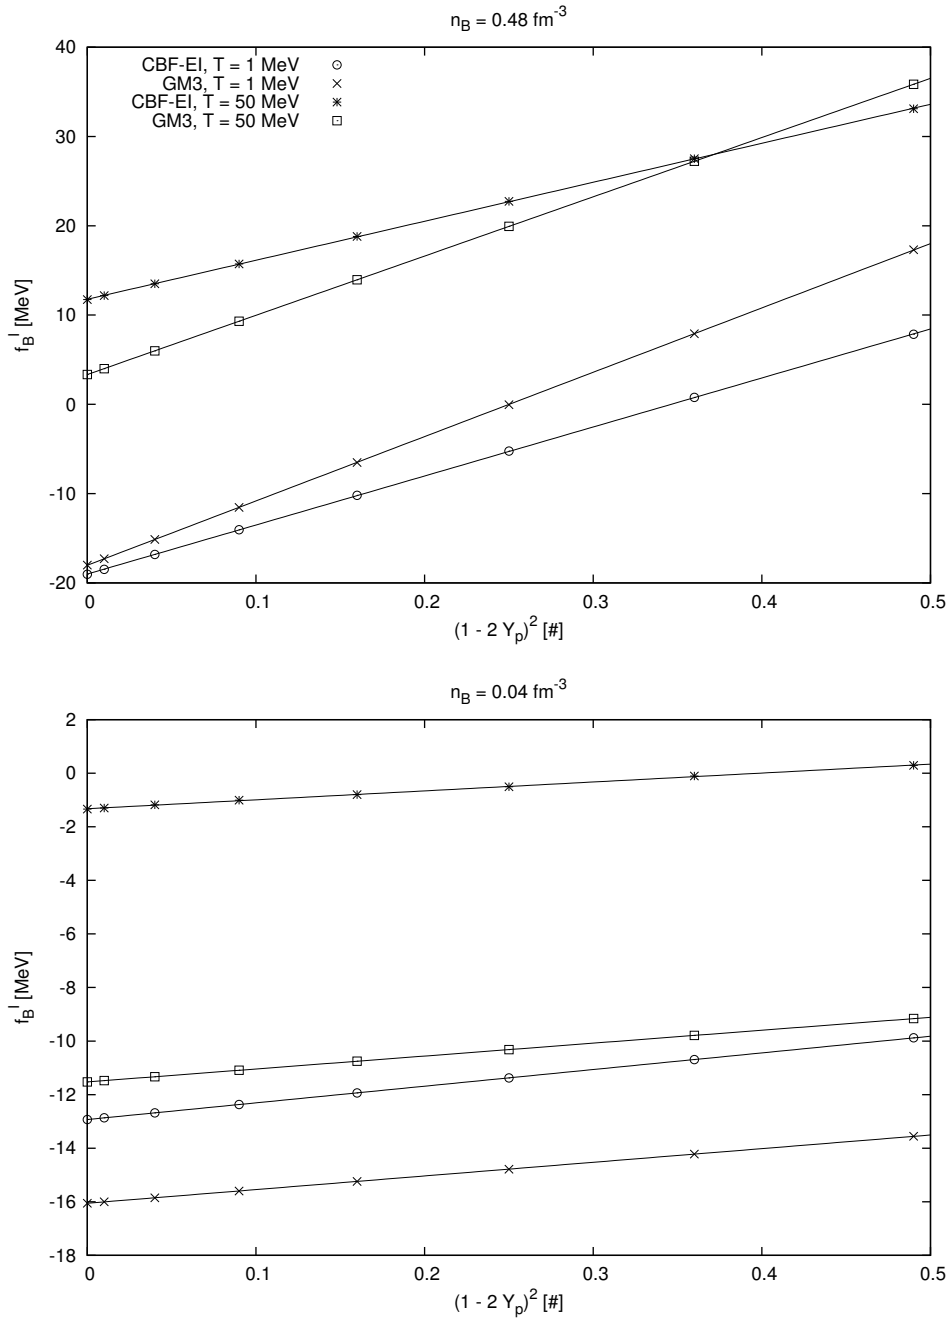 n_B = 0.48 fm^-3
40
30
20
10
0
-10
-20
CBF-EI, T = 1 MeV
GM3, T = 1 MeV
CBF-EI, T = 50 MeV
GM3, T = 50 MeV
f_B^I [MeV]
0 0.1 0.2 0.3 0.4 0.5
(1 - 2 Y_p)^2 [#]
n_B = 0.04 fm^-3
2
0
-2
-4
-6
-8
-10
-12
-14
-16
-18
f_B^I [MeV]
0 0.1 0.2 0.3 0.4 0.5
(1 - 2 Y_p)^2 [#]